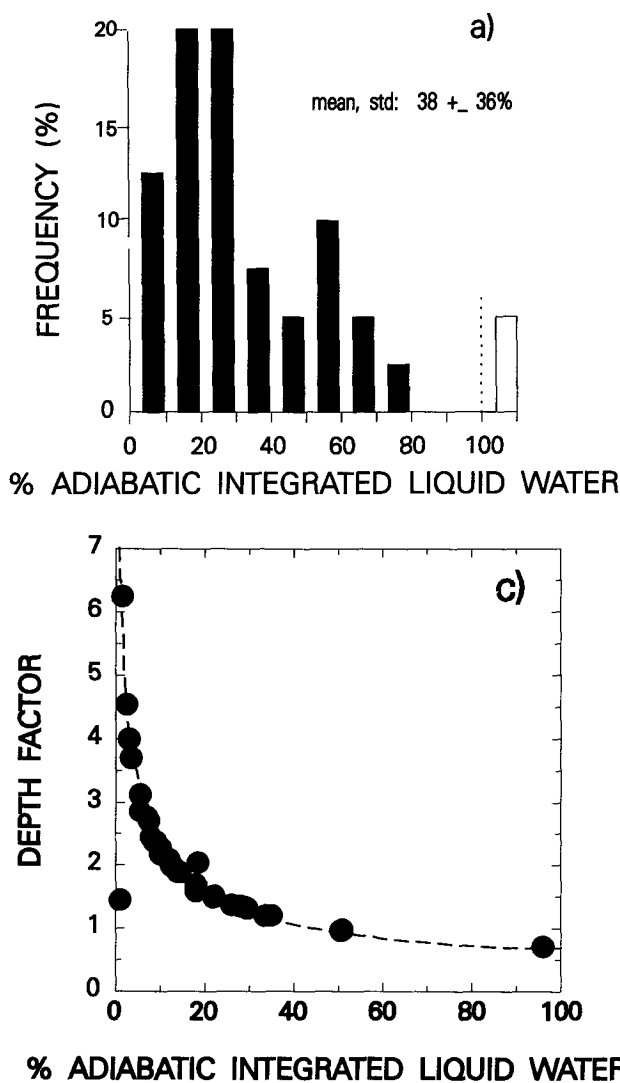 a)
mean, std: 38 +_ 36%
FREQUENCY (%)
20
15
10
5
0
0 20 40 60 80 100
% ADIABATIC INTEGRATED LIQUID WATER
c)
DEPTH FACTOR
7
6
5
4
3
2
1
0
0 20 40 60 80 100
% ADIABATIC INTEGRATED LIQUID WATER